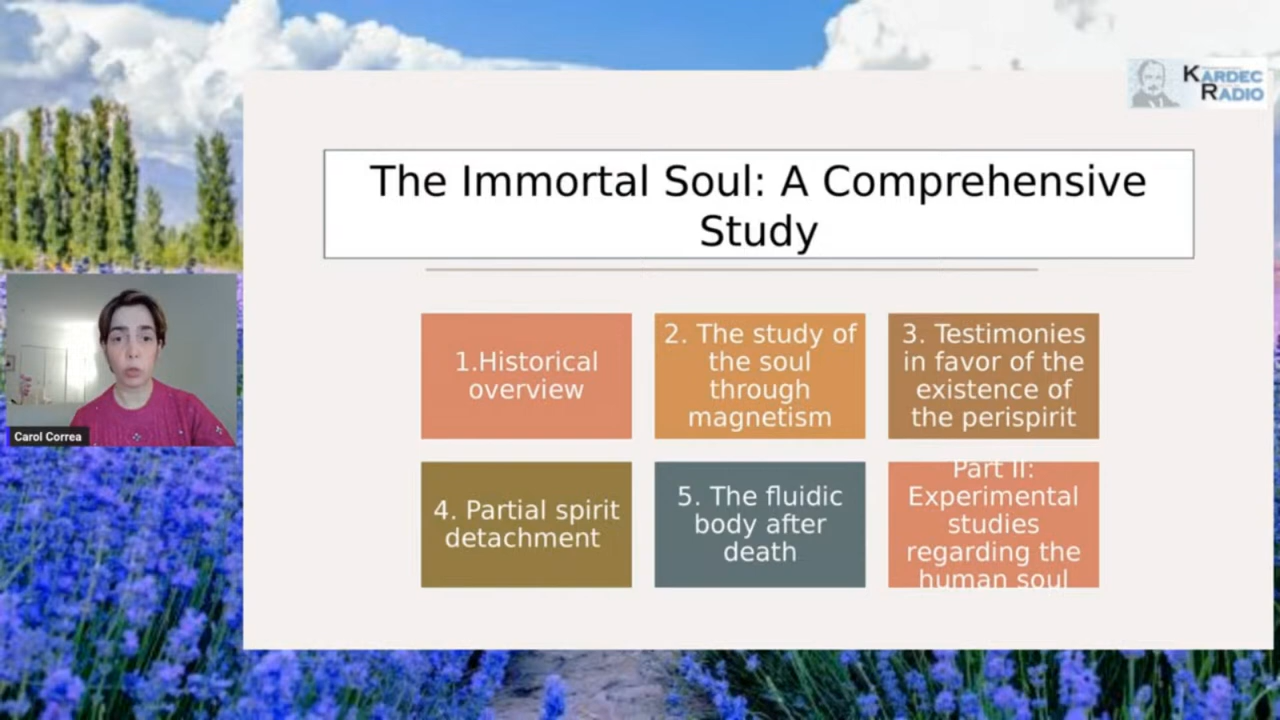 KARDEC
RADIO
The Immortal Soul: A Comprehensive
Study
1.Historical
overview
2. The study of
the soul
through
magnetism
3. Testimonies
in favor of the
existence of
the perispirit
Carol Correa
4. Partial spirit
detachment
5. The fluidic
body after
death
Part II:
Experimental
studies
regarding the
human soul